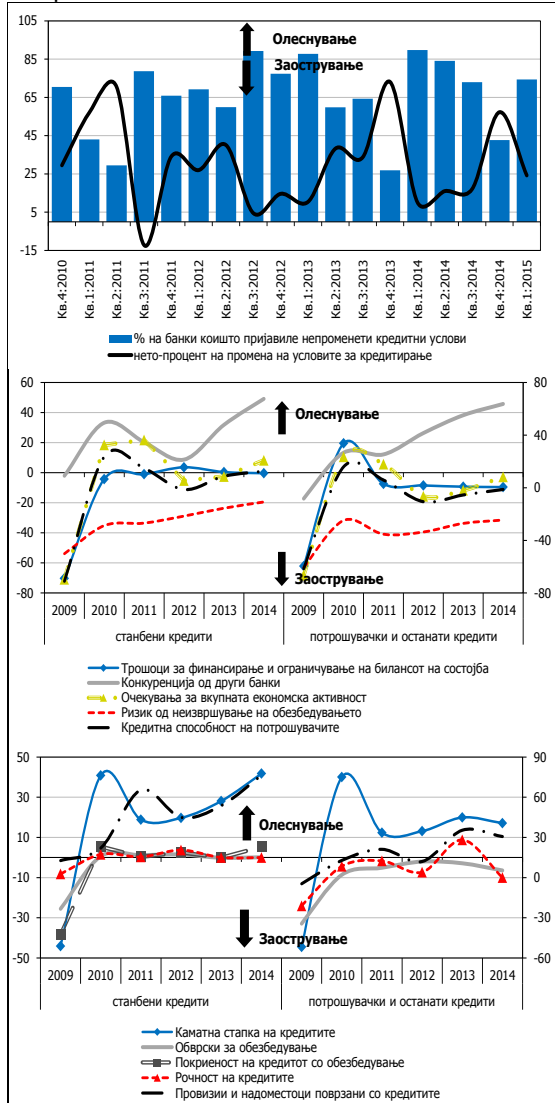 105
85
65
45
25
5
-15
Олеснување
Заострување
Кв.4:2010
Кв.1:2011
Кв.2:2011
Кв.3:2011
Кв.4:2011
Кв.1:2012
Кв.2:2012
Кв.3:2012
Кв.4:2012
Кв.1:2013
Кв.2:2013
Кв.3:2013
Кв.4:2013
Кв.1:2014
Кв.2:2014
Кв.3:2014
Кв.4:2014
Кв.1:2015
% на банки коишто пријавиле непроменети кредитни услови
нето-процент на промена на условите за кредитирање
60
40
20
0
-20
-40
-60
-80
80
40
0
-40
-80
Олеснување
Заострување
2009 2010 2011 2012 2013 2014 2009 2010 2011 2012 2013 2014
станбени кредити потрошувачки и останати кредити
Трошоци за финансирање и ограничување на билансот на состојба
Конкуренција од други банки
Очекувања за вкупната економска активност
Ризик од неизвршување на обезбедувањето
Кредитна способност на потрошувачите
50
30
10
-10
-30
-50
90
60
30
0
-30
-60
Олеснување
Заострување
2009 2010 2011 2012 2013 2014 2009 2010 2011 2012 2013 2014
станбени кредити потрошувачки и останати кредити
Каматна стапка на кредитите
Обврски за обезбедување
Покриеност на кредитот со обезбедување
Рочност на кредитите
Провизии и надоместоци поврзани со кредитите